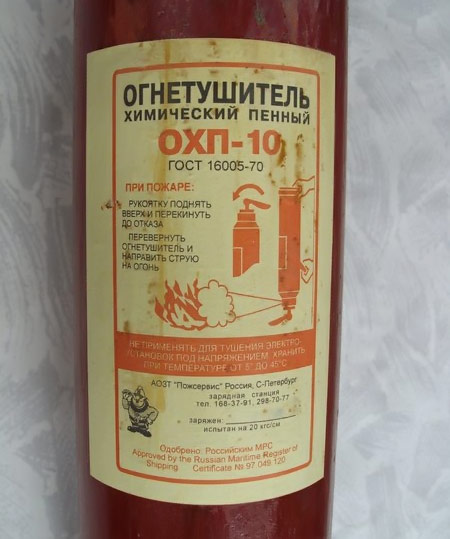 ОГНЕТУШИТЕЛЬ
ХИМИЧЕСКИЙ ПЕННЫЙ
ОХП-10
ГОСТ 16005-70
ПРИ ПОЖАРЕ:
РУКОЯТКУ ПОДНЯТЬ
ВВЕРХ И ПЕРЕКИНУТЬ
ДО ОТКАЗА
ПЕРЕВЕРНУТЬ
ОГНЕТУШИТЕЛЬ И
НАПРАВИТЬ СТРУЮ
НА ОГОНЬ
НЕ ПРИМЕНЯТЬ ДЛЯ ТУШЕНИЯ ЭЛЕКТРО-
УСТАНОВОК ПОД НАПРЯЖЕНИЕМ. ХРАНИТЬ
ПРИ ТЕМПЕРАТУРЕ ОТ 5° ДО 45°С
АОЗТ "Пожсервис" Россия, С-Петербург
зарядная станция
тел. 168-37-91, 298-70-77
заряжен
испытан на 20 кгс/см
Одобрено: Российским МРС
Approved by the Russian Maritime Register of
Shipping Certificate № 97 049 120